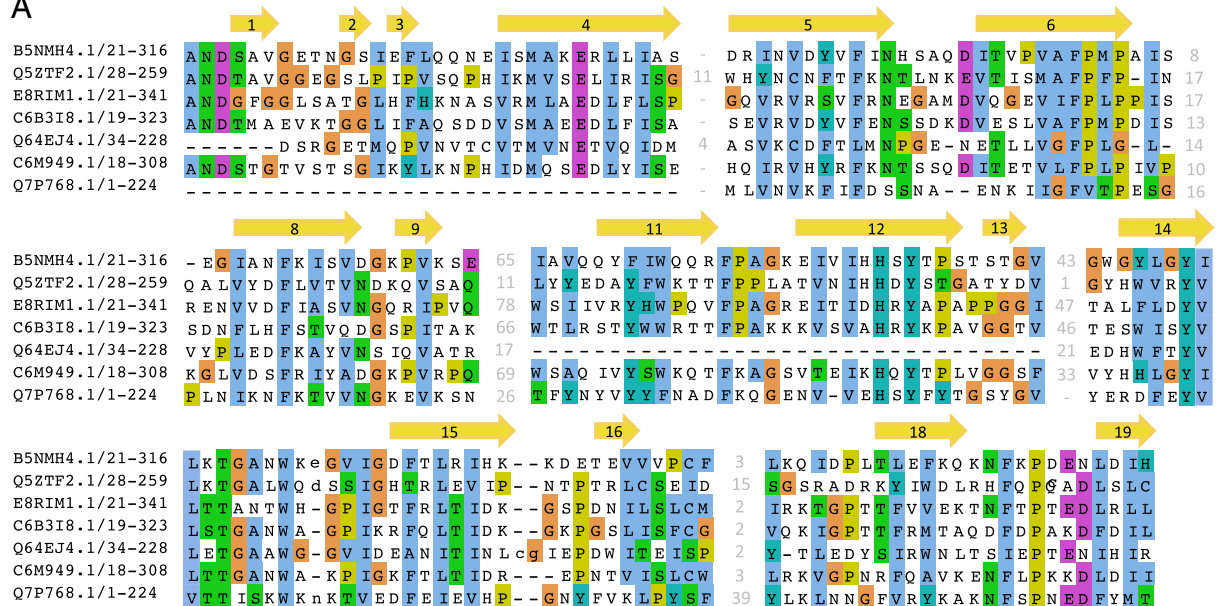 A
1 2 3 4 5 6
B5NMH4.1/21-316 ANDSAVGETNGSIEFLQQNEISMAKERLLIAS - DRINVDYVFINHSAQDITVPVAFPMPAIS 8
Q5ZTF2.1/28-259 ANDTAVGGEGSLPIPVSQPHIKMVSELIRISG 11 WHYNCNFTFKNTLNKEVTISMAFPFP-IN 17
E8RIM1.1/21-341 ANDGFGGLSATGLHFHKNASVRMLAEDLFLSP - GQVRVRSVFRNEGAMDVQGEVIFPLPPIS 17
C6B3I8.1/19-323 ANDTMAEVKTGGLIFAQSDDVSMAEEDLFISA - SEVRVDYVFENSSDKDVESLVAFPMPDIS 13
Q64EJ4.1/34-228 ------DSRGETMQPVNVTCVTMVNETVQIDM 4 ASVKCDFTLMNPGE-NETLLVGFPLG-L- 14
C6M949.1/18-308 ANDSTGTVSTSGIKYLKNPHIDMQSEDLYISE - HQIRVHYRFKNTSSQDITETVLFPLPIVP 10
Q7P768.1/1-224 -------------------------------- - MLVNVKFIFDSSNA--ENKIIGFVTPESG 16
8 9 11 12 13 14
B5NMH4.1/21-316 -EGIANFKISVDGKPVKSE 65 IAVQQYFIWQQRFPAGKEIVIHHSYTPSTSTGV 43 GWGYLGYI
Q5ZTF2.1/28-259 QALVYDFLVTVNDKQVSAQ 11 LYYEDAYFWKTTFPPLATVNIHHDYSTGATYDV 1 GYHWVRYV
E8RIM1.1/21-341 RENVVDFIASVNGQRIPVQ 78 WSIIVRYHWPQVFPAGREITIDHRYAPAPPGGI 47 TALFLDYV
C6B3I8.1/19-323 SDNFLHFSTVQDGSPITAK 66 WTLRSTYWWRTTFPAKKKVSVAHRYKPAVGGTV 46 TESWISYV
Q64EJ4.1/34-228 VYPLEDFKAYVNSIQVATR 17 --------------------------------- 21 EDHWFTYV
C6M949.1/18-308 KGLVDSFRIYADGKPVRPQ 69 WSAQIVYSWKQTFKAGSVTEIKHQYTPLVGGSF 33 VYHHLGYI
Q7P768.1/1-224 PLNIKNFKTVVNGKEVKSN 26 TFYNYVYYFNADFKQGENV-VEHSYFYTGSYGV - YERDFEYV
15 16 18 19
B5NMH4.1/21-316 LKTGANWKeGVIGDFTLRIHK--KDETEVVVPCF 3 LKQIDPLTLEFKQKNFKPDENLDIH
Q5ZTF2.1/28-259 LKTGALWQdSSIGHTRLEVIP--NTPTRLCSEID 15 SGSRADRKYIWDLRHFQPGADLSLC
E8RIM1.1/21-341 LTTANTWH-GPIGTFRMLIDK--GSPDNILSLCM 2 IRKTGPTTFVVEKTNFTPTEDLRLL
C6B3I8.1/19-323 LSTGANWA-GPIKRFQLTIDK--GKPGSLISFCG 2 VQKIGPTTFRMTAQDFDPAKDFDIL
Q64EJ4.1/34-228 LETGAAWG-GVIDEANITINLcgIEPDWITEISP 2 Y-TLEDYSIRWNLTSIEPTENIHIR
C6M949.1/18-308 LTTGANWA-KPIGKFTLTIDR---EPNTVISLCW 3 LRKVGPNRFQAVKENFLPKKDLDII
Q7P768.1/1-224 VTTISKWKnKTVEDFEIEVHP--GNYFVKLPYSF 39 YLKLNNGFVRYKAKNFSPNEDFYMT